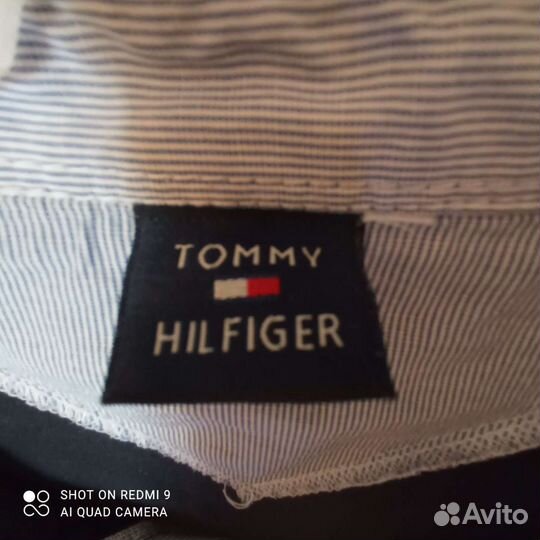 TOMMY
HILFIGER
SHOT ON REDMI 9
AI QUAD CAMERA
Avito